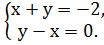 x + y = −2,
y − x = 0.